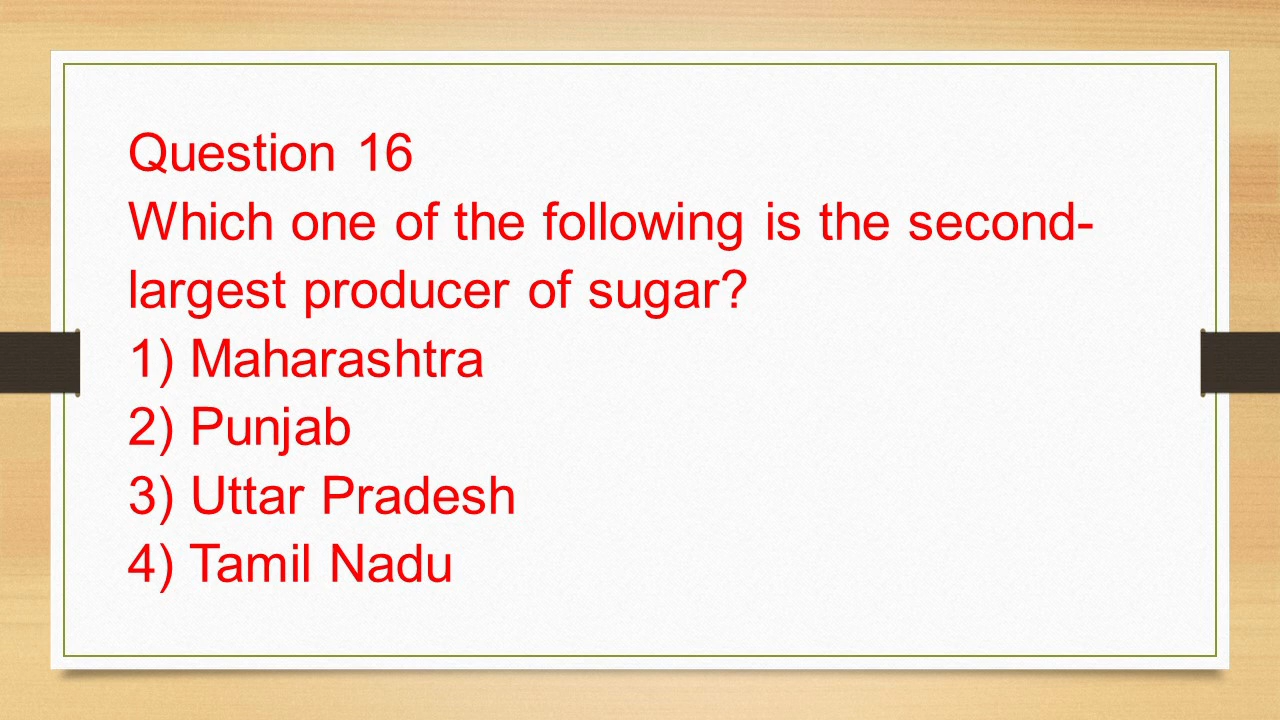 Question 16
Which one of the following is the second-
largest producer of sugar?
1) Maharashtra
2) Punjab
3) Uttar Pradesh
4) Tamil Nadu